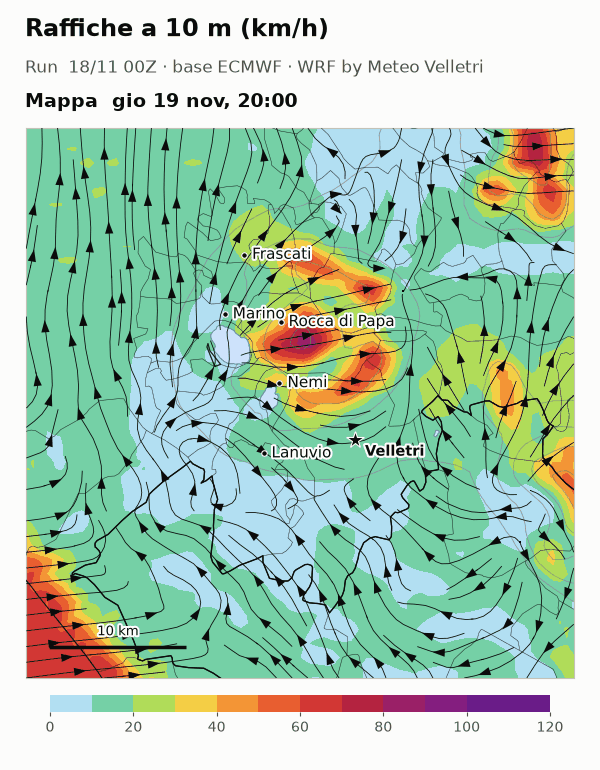 Raffiche a 10 m (km/h)
Run  18/11 00Z · base ECMWF · WRF by Meteo Velletri
Mappa  gio 19 nov, 20:00
Frascati
Marino
Rocca di Papa
Nemi
Lanuvio
Velletri
10 km
0 20 40 60 80 100 120